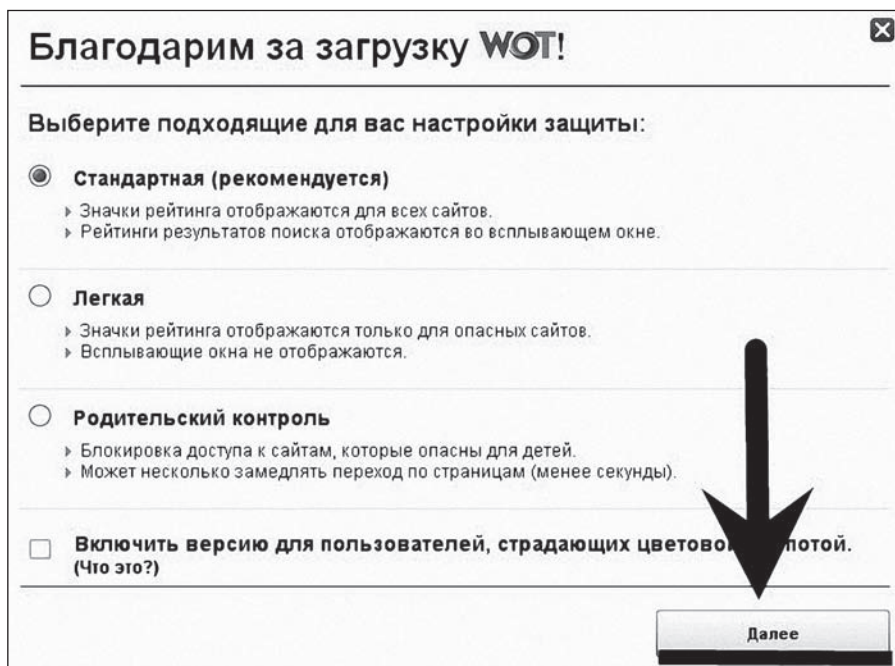 Благодарим за загрузку WOT!
Выберите подходящие для вас настройки защиты:
Стандартная (рекомендуется)
Значки рейтинга отображаются для всех сайтов.
Рейтинги результатов поиска отображаются во всплывающем окне.
Легкая
Значки рейтинга отображаются только для опасных сайтов.
Всплывающие окна не отображаются.
Родительский контроль
Блокировка доступа к сайтам, которые опасны для детей.
Может несколько замедлять переход по страницам (менее секунды).
Включить версию для пользователей, страдающих
(Что это?)
Далее